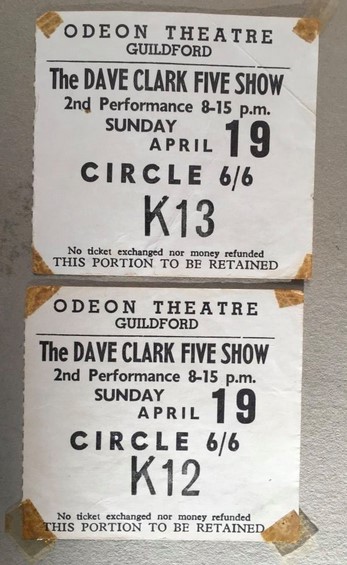 ODEON THEATRE
GUILDFORD
The DAVE CLARK FIVE SHOW
2nd Performance 8-15 p.m.
SUNDAY
APRIL 19
CIRCLE 6/6
K13
No ticket exchanged nor money refunded
THIS PORTION TO BE RETAINED
ODEON THEATRE
GUILDFORD
The DAVE CLARK FIVE SHOW
2nd Performance 8-15 p.m.
SUNDAY
APRIL 19
CIRCLE 6/6
K12
No ticket exchanged nor money refunded
THIS PORTION TO BE RETAINED